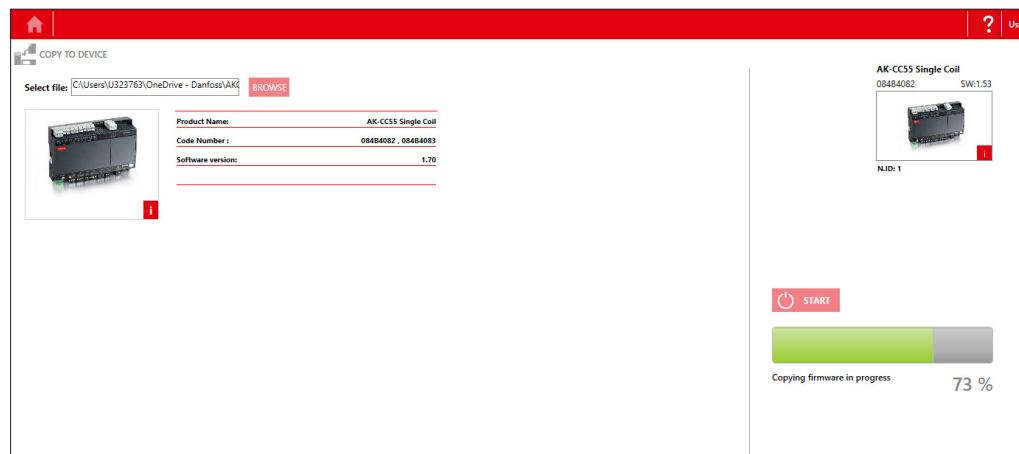 ? Us
COPY TO DEVICE
Select file: C:\Users\U323763\OneDrive - Danfoss\AK BROWSE
Product Name: AK-CC55 Single Coil
Code Number : 084B4082 , 084B4083
Software version: 1.70
i
AK-CC55 Single Coil
084B4082 SW:1.53
i
N.ID: 1
START
Copying firmware in progress
73 %